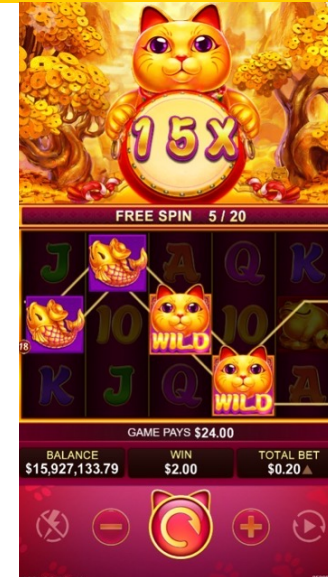 15X
FREE SPIN 5 / 20
J A Q K
10 10
WILD
18
WILD
K J Q A
GAME PAYS $24.00
BALANCE WIN TOTAL BET
$15,927,133.79 $2.00 $0.20